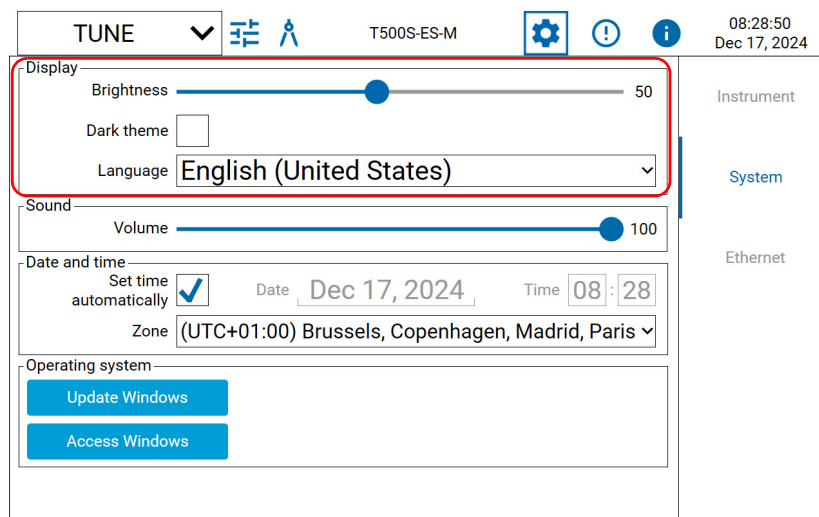 TUNE
T500S-ES-M
08:28:50
Dec 17, 2024
Display
Brightness 50
Dark theme
Language English (United States)
Sound
Volume 100
Date and time
Set time automatically Date Dec 17, 2024 Time 08 : 28
Zone (UTC+01:00) Brussels, Copenhagen, Madrid, Paris
Operating system
Update Windows
Access Windows
Instrument
System
Ethernet